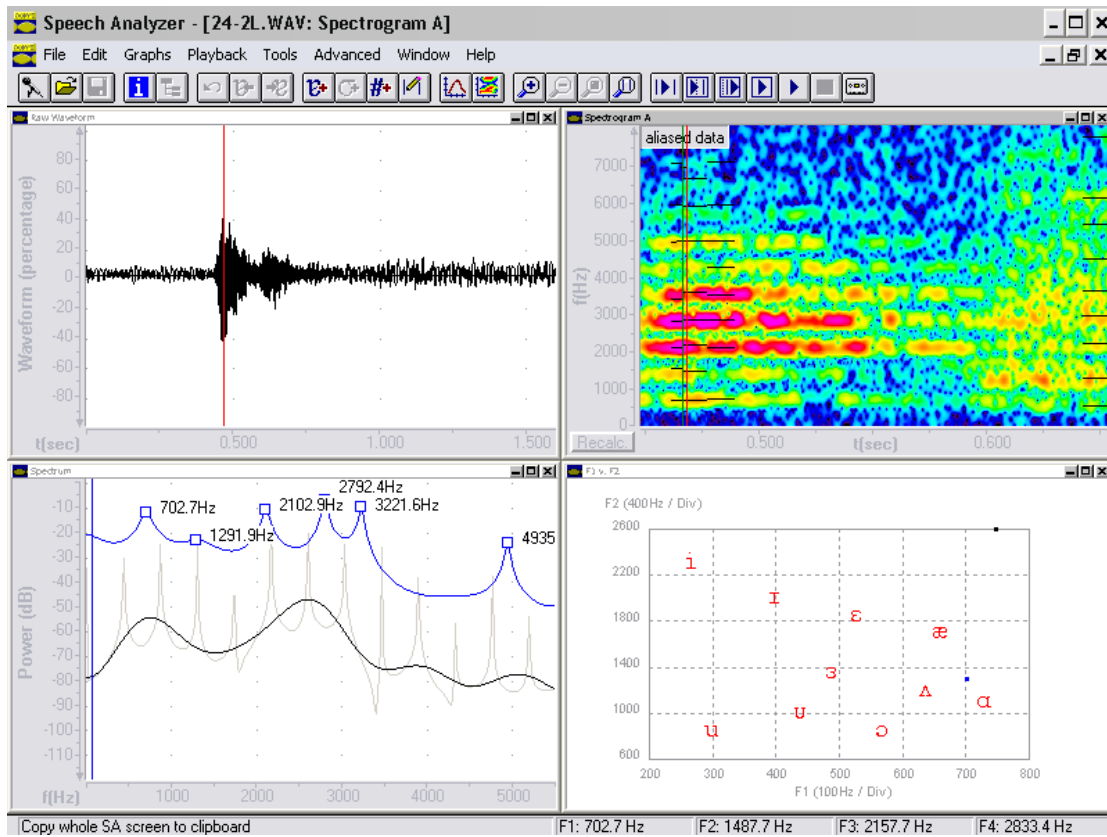 Speech Analyzer - [24-2L.WAV: Spectrogram A]
File Edit Graphs Playback Tools Advanced Window Help
Raw Waveform
Waveform (percentage)
80
60
40
20
0
-20
-40
-60
-80
t(sec) 0.500 1.000 1.500
Spectrogram A
aliased data
f(Hz)
7000
6000
5000
4000
3000
2000
1000
0
Recalc. 0.500 t(sec) 0.600
Spectrum
Power (dB)
-10
-20
-30
-40
-50
-60
-70
-80
-90
-100
-110
702.7Hz
1291.9Hz
2102.9Hz
2792.4Hz
3221.6Hz
4935
f(Hz) 1000 2000 3000 4000 5000
F1 v. F2
F2 (400Hz / Div)
2600
2200
1800
1400
1000
600
i
ɪ
ɛ
æ
ɜ
ʌ
ɑ
ʊ
u
ɔ
200 300 400 500 600 700 800
F1 (100Hz / Div)
Copy whole SA screen to clipboard F1: 702.7 Hz F2: 1487.7 Hz F3: 2157.7 Hz F4: 2833.4 Hz